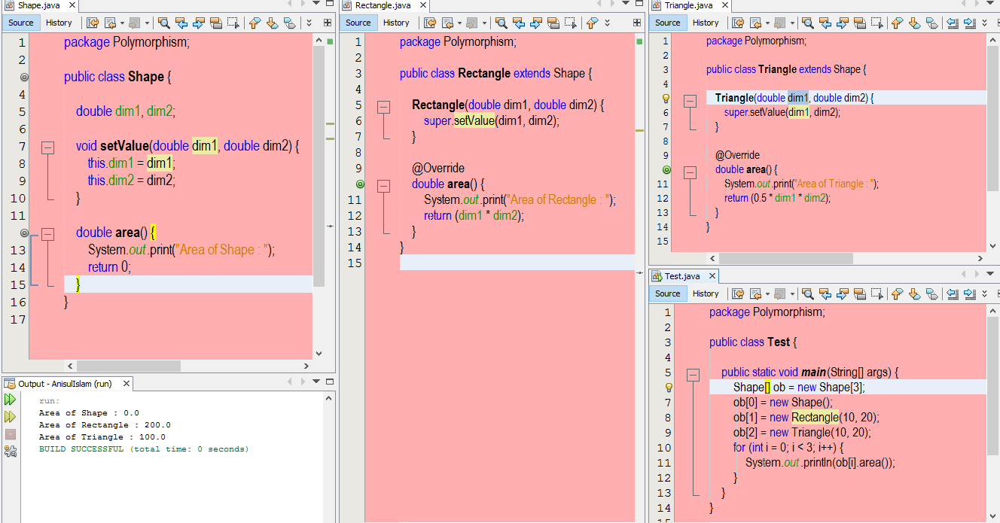 Shape.java
Source History
1 package Polymorphism;
2
public class Shape {
4
5 double dim1, dim2;
6
7 void setValue(double dim1, double dim2) {
8 this.dim1 = dim1;
9 this.dim2 = dim2;
10 }
11
double area() {
13 System.out.print("Area of Shape : ");
14 return 0;
15 }
16 }
17
Output - AnisulIslam (run)
run:
Area of Shape : 0.0
Area of Rectangle : 200.0
Area of Triangle : 100.0
BUILD SUCCESSFUL (total time: 0 seconds)
Rectangle.java
Source History
1 package Polymorphism;
2
3 public class Rectangle extends Shape {
4
5 Rectangle(double dim1, double dim2) {
6 super.setValue(dim1, dim2);
7 }
8
9 @Override
double area() {
11 System.out.print("Area of Rectangle : ");
12 return (dim1 * dim2);
13 }
14 }
15
Triangle.java
Source History
1 package Polymorphism;
2
3 public class Triangle extends Shape {
4
Triangle(double dim1, double dim2) {
6 super.setValue(dim1, dim2);
7 }
8
9 @Override
double area() {
11 System.out.print("Area of Triangle : ");
12 return (0.5 * dim1 * dim2);
13 }
14 }
15
Test.java
Source History
1 package Polymorphism;
2
3 public class Test {
4
5 public static void main(String[] args) {
Shape[] ob = new Shape[3];
7 ob[0] = new Shape();
8 ob[1] = new Rectangle(10, 20);
9 ob[2] = new Triangle(10, 20);
10 for (int i = 0; i < 3; i++) {
11 System.out.println(ob[i].area());
12 }
13 }
14 }